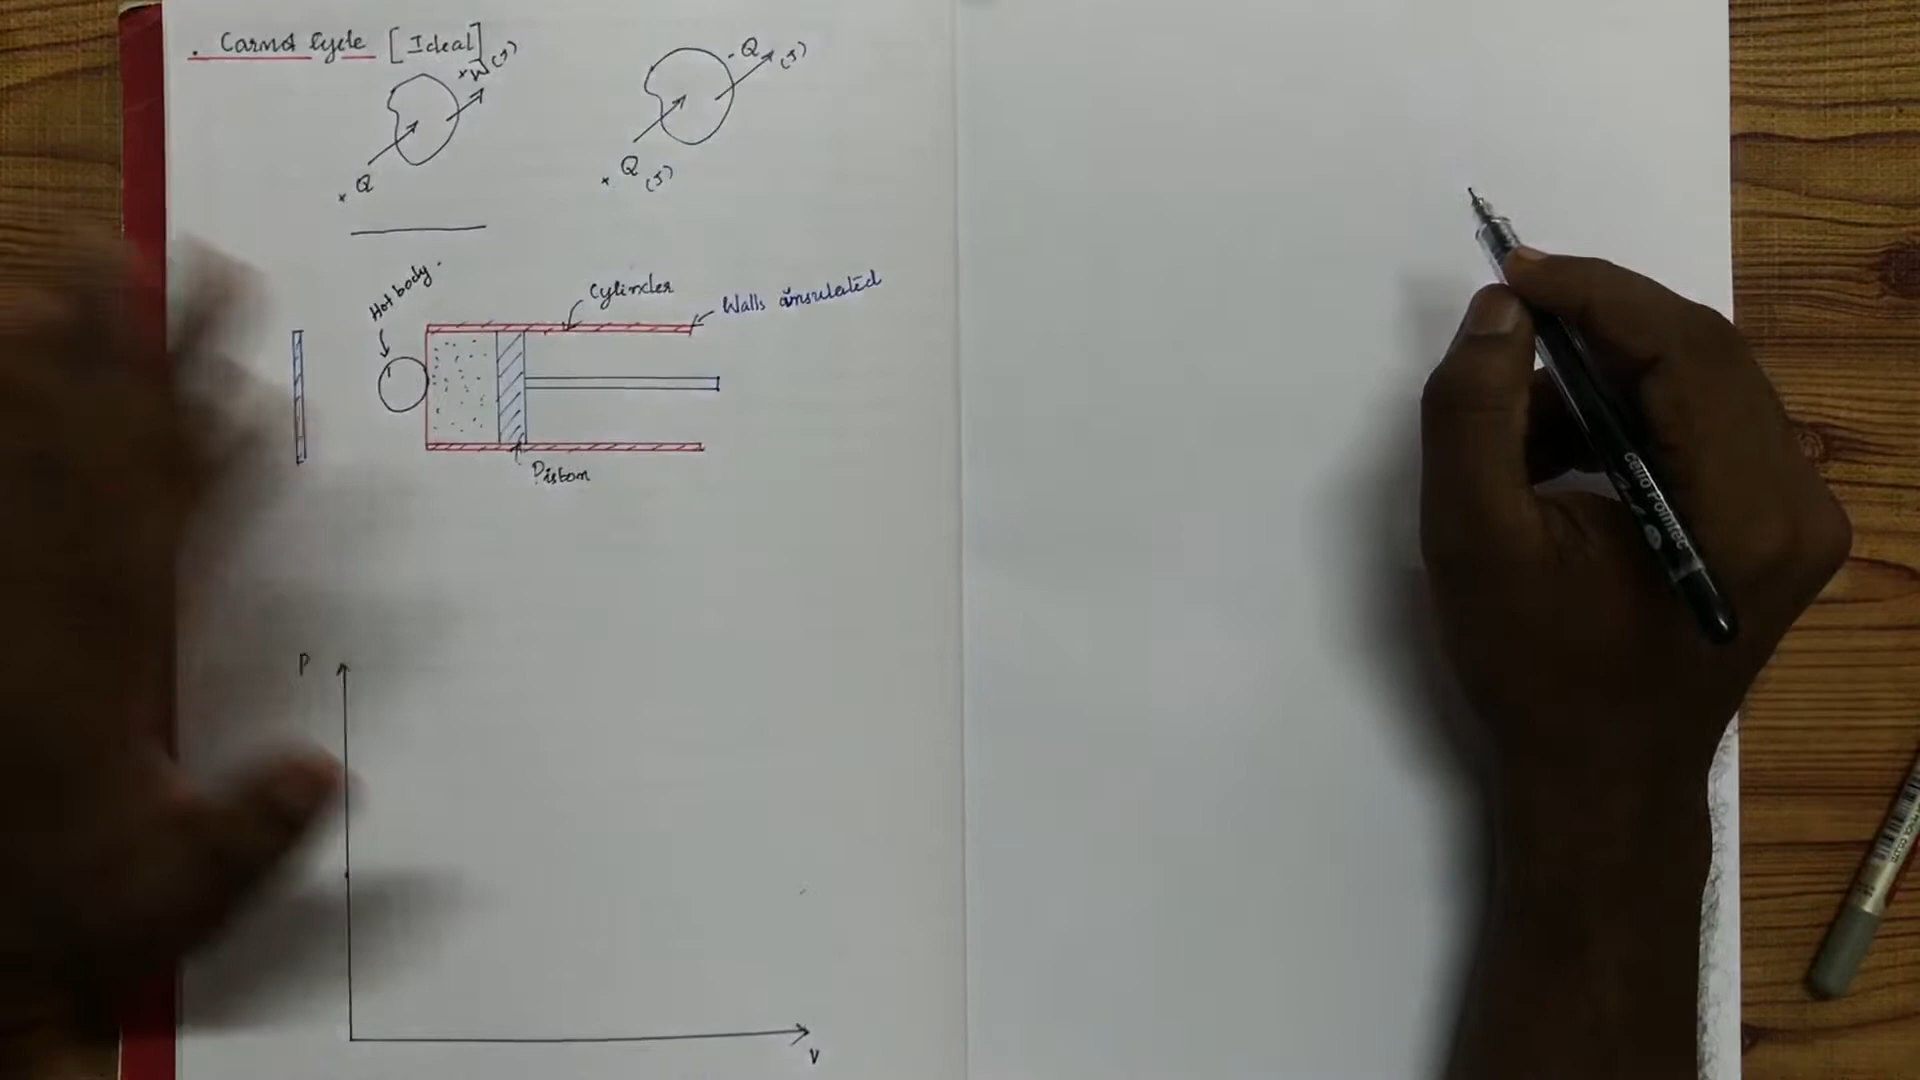 . Carnot Cycle [Ideal]
+W (J)
+ Q
- Q (J)
+ Q (J)
Hot body.
Cylinder
Walls insulated
Piston
P
V
cello Pointec